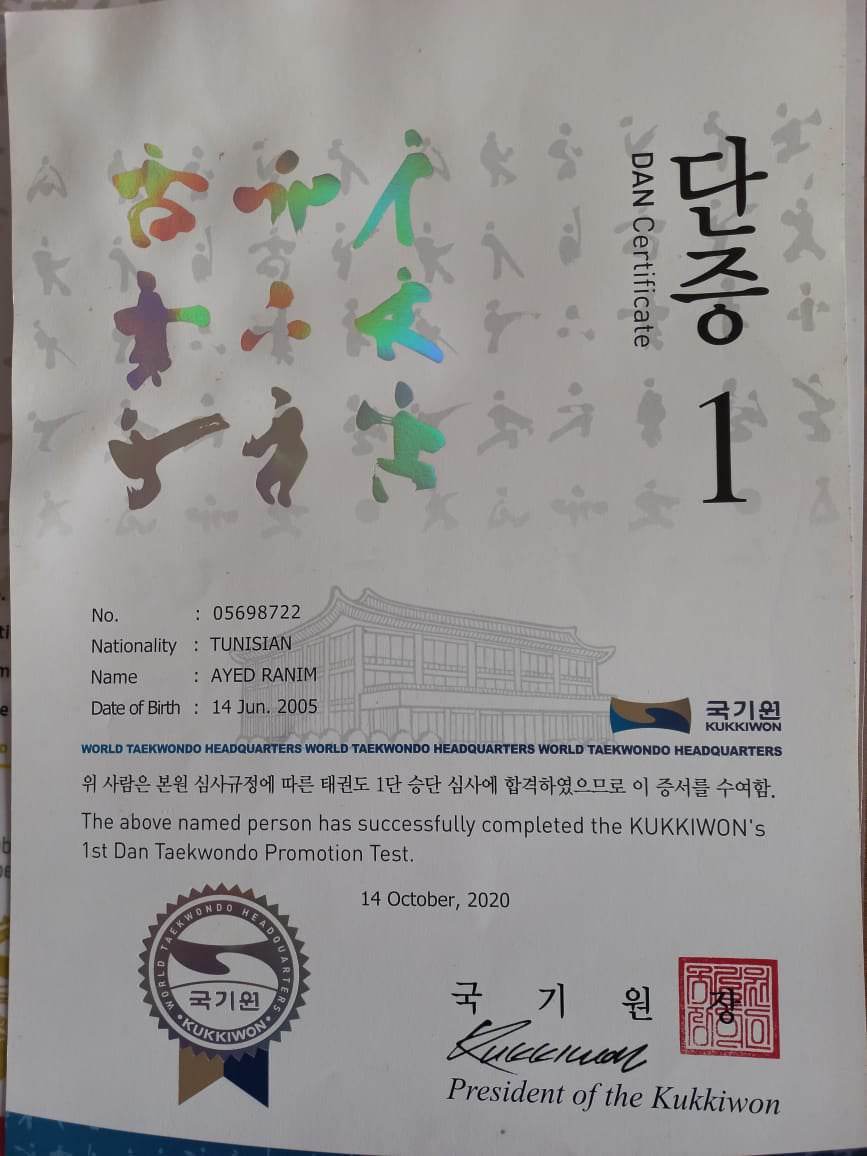 단증 1
DAN Certificate
No. : 05698722
Nationality : TUNISIAN
Name : AYED RANIM
Date of Birth : 14 Jun. 2005
국기원
KUKKIWON
WORLD TAEKWONDO HEADQUARTERS WORLD TAEKWONDO HEADQUARTERS WORLD TAEKWONDO HEADQUARTERS
위 사람은 본원 심사규정에 따른 태권도 1단 승단 심사에 합격하였으므로 이 증서를 수여함.
The above named person has successfully completed the KUKKIWON's
1st Dan Taekwondo Promotion Test.
14 October, 2020
WORLD TAEKWONDO HEADQUARTERS
국기원
KUKKIWON
국 기 원 장
Kukkiwon
President of the Kukkiwon